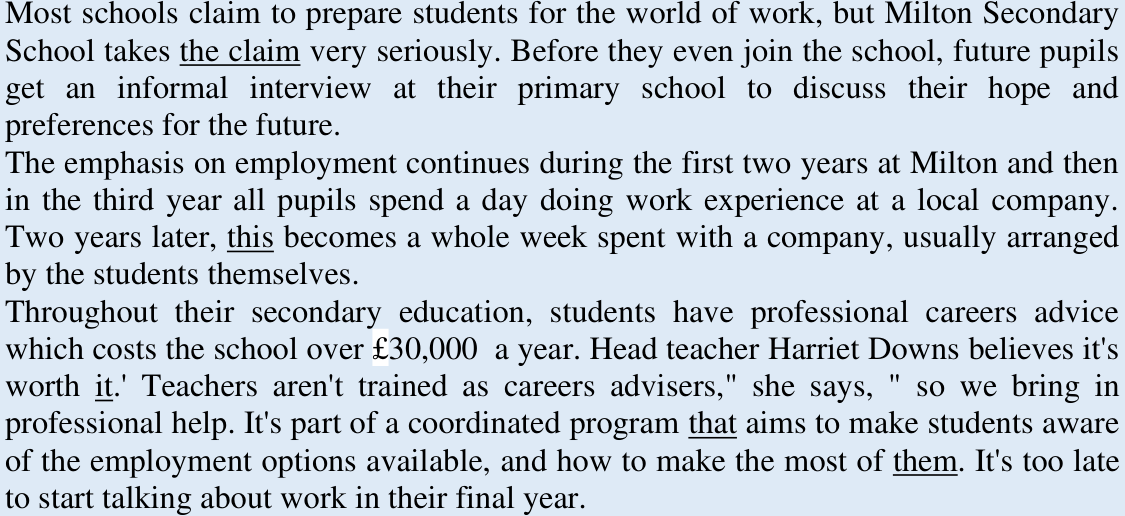 Most schools claim to prepare students for the world of work, but Milton Secondary
School takes the claim very seriously. Before they even join the school, future pupils
get an informal interview at their primary school to discuss their hope and
preferences for the future.
The emphasis on employment continues during the first two years at Milton and then
in the third year all pupils spend a day doing work experience at a local company.
Two years later, this becomes a whole week spent with a company, usually arranged
by the students themselves.
Throughout their secondary education, students have professional careers advice
which costs the school over £30,000 a year. Head teacher Harriet Downs believes it's
worth it.' Teachers aren't trained as careers advisers," she says, " so we bring in
professional help. It's part of a coordinated program that aims to make students aware
of the employment options available, and how to make the most of them. It's too late
to start talking about work in their final year.